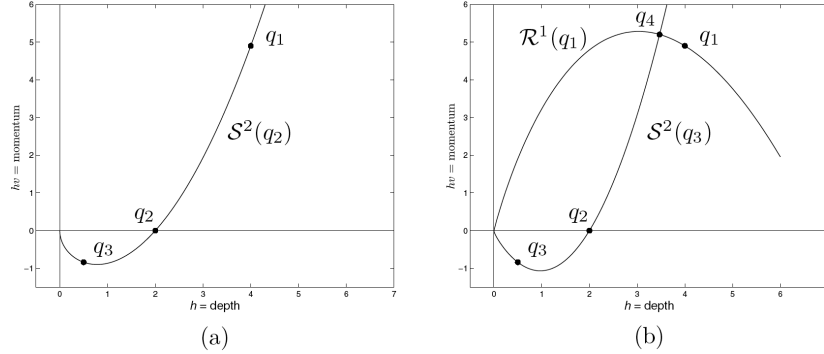 6
5
4
3
2
1
0
−1
0 1 2 3 4 5 6 7
hv = momentum
h = depth
q₁
S²(q₂)
q₂
q₃
(a)
6
5
4
3
2
1
0
−1
0 1 2 3 4 5 6
hv = momentum
h = depth
q₄
R¹(q₁)
q₁
S²(q₃)
q₂
q₃
(b)